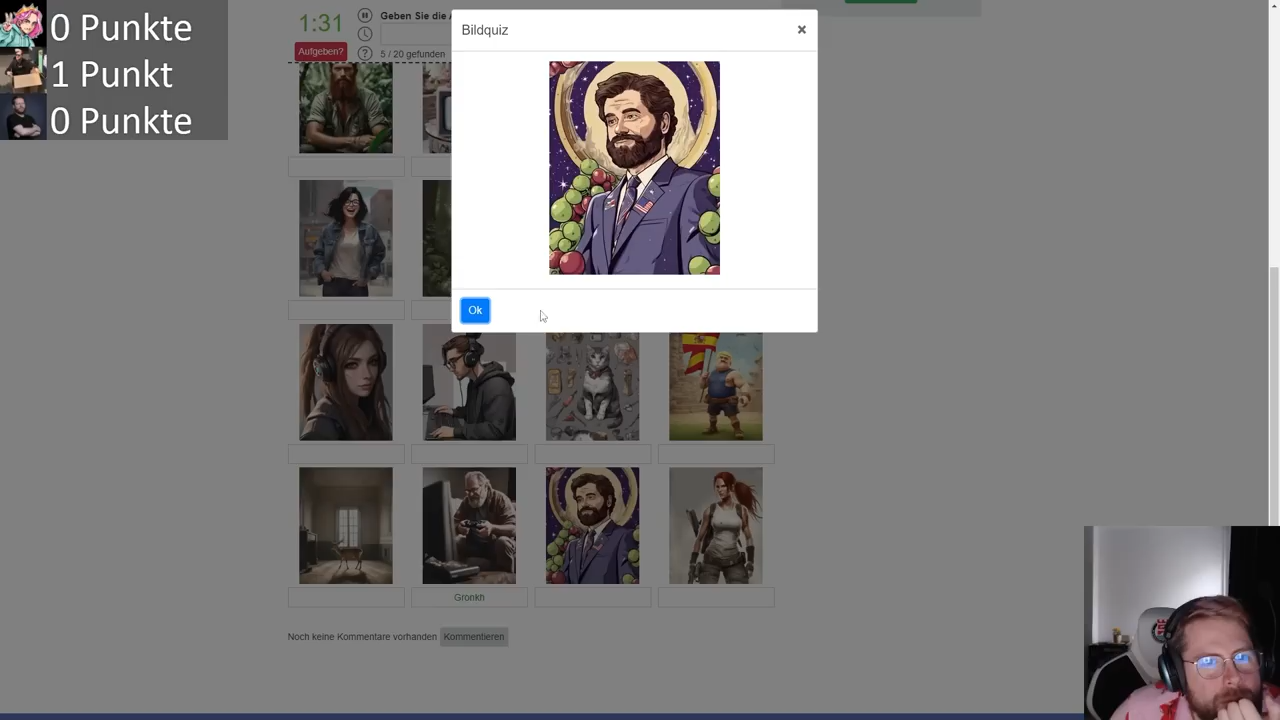 0 Punkte
1 Punkt
0 Punkte
1:31
Geben Sie die A
Aufgeben?
5 / 20 gefunden
Bildquiz
×
Ok
Gronkh
Noch keine Kommentare vorhanden
Kommentieren